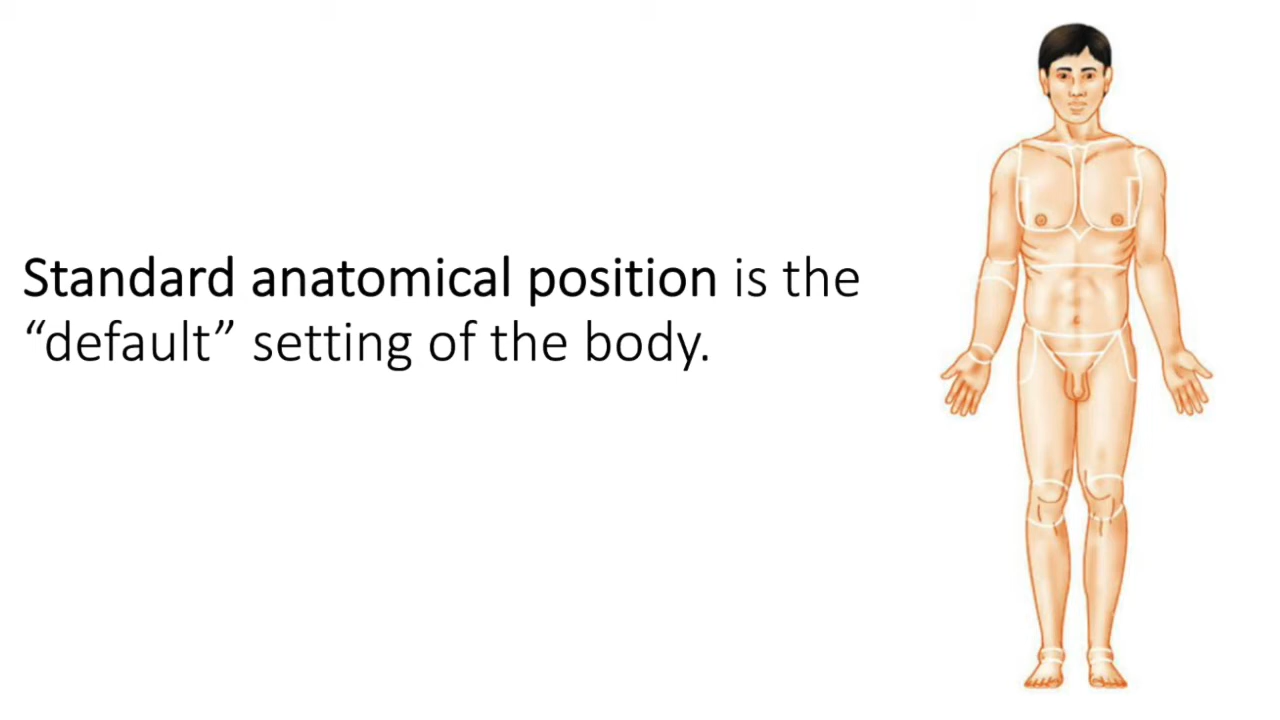 Standard anatomical position is the
“default” setting of the body.